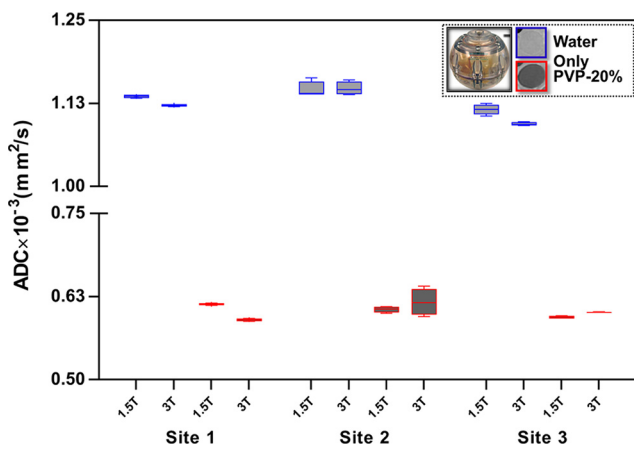 1.25
1.13
1.00
0.75
0.63
0.50
ADC×10⁻³(m m²/s)
Water
Only
PVP-20%
1.5T 3T 1.5T 3T 1.5T 3T 1.5T 3T 1.5T 3T 1.5T 3T
Site 1 Site 2 Site 3